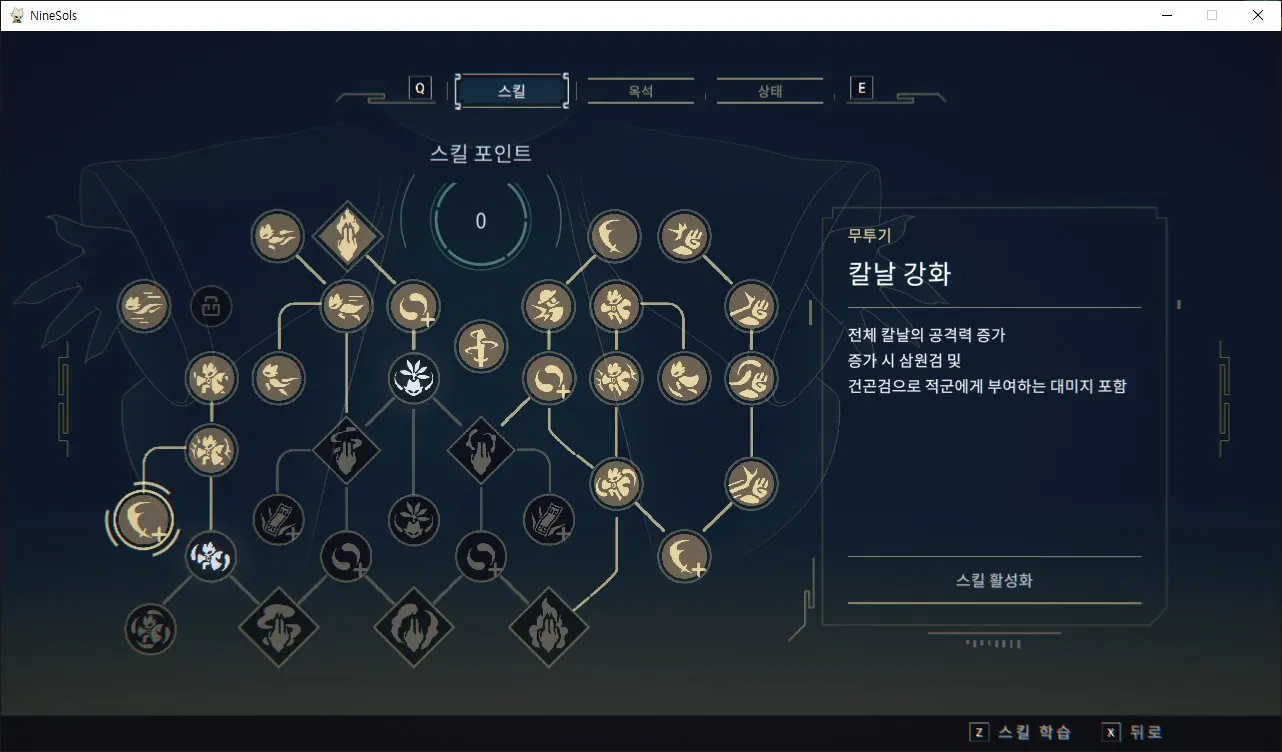 NineSols
Q
스킬
옥석
상태
E
스킬 포인트
0
무투기
칼날 강화
전체 칼날의 공격력 증가
증가 시 삼원검 및
건곤검으로 적군에게 부여하는 대미지 포함
스킬 활성화
Z 스킬 학습
X 뒤로